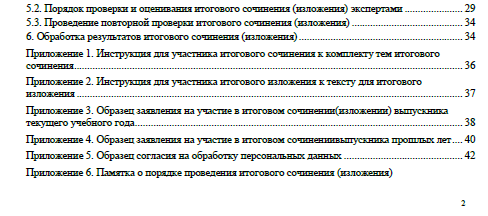 5.2. Порядок проверки и оценивания итогового сочинения (изложения) экспертами ..................... 29
5.3. Проведение повторной проверки итогового сочинения (изложения) ..................................... 34
6. Обработка результатов итогового сочинения (изложения) ...................................................... 34
Приложение 1. Инструкция для участника итогового сочинения к комплекту тем итогового
сочинения..................................................................................................................................... 36
Приложение 2. Инструкция для участника итогового изложения к тексту для итогового
изложения .................................................................................................................................... 37
Приложение 3. Образец заявления на участие в итоговом сочинении(изложении) выпускника
текущего учебного года................................................................................................................ 38
Приложение 4. Образец заявления на участие в итоговом сочинениивыпускника прошлых лет.... 40
Приложение 5. Образец согласия на обработку персональных данных ..................................... 42
Приложение 6. Памятка о порядке проведения итогового сочинения (изложения)
2